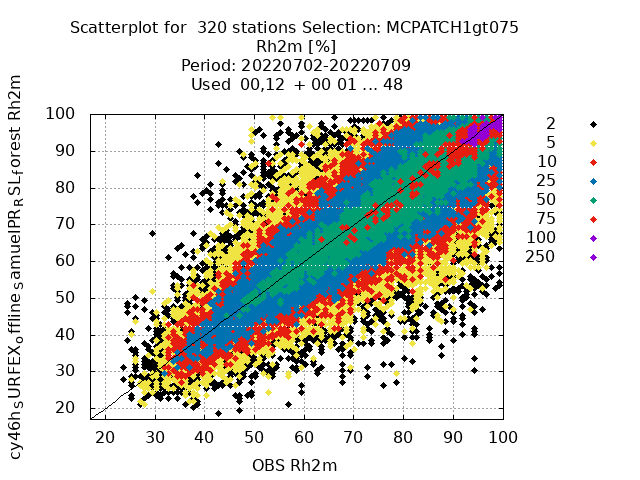 Scatterplot for  320 stations Selection: MCPATCH1gt075
Rh2m [%]
Period: 20220702-20220709
Used  00,12  + 00 01 ... 48
cy46h_SURFEX_offline_samuelPR_RSL_forest Rh2m
100
90
80
70
60
50
40
30
20
20 30 40 50 60 70 80 90 100
OBS Rh2m
2
5
10
25
50
75
100
250